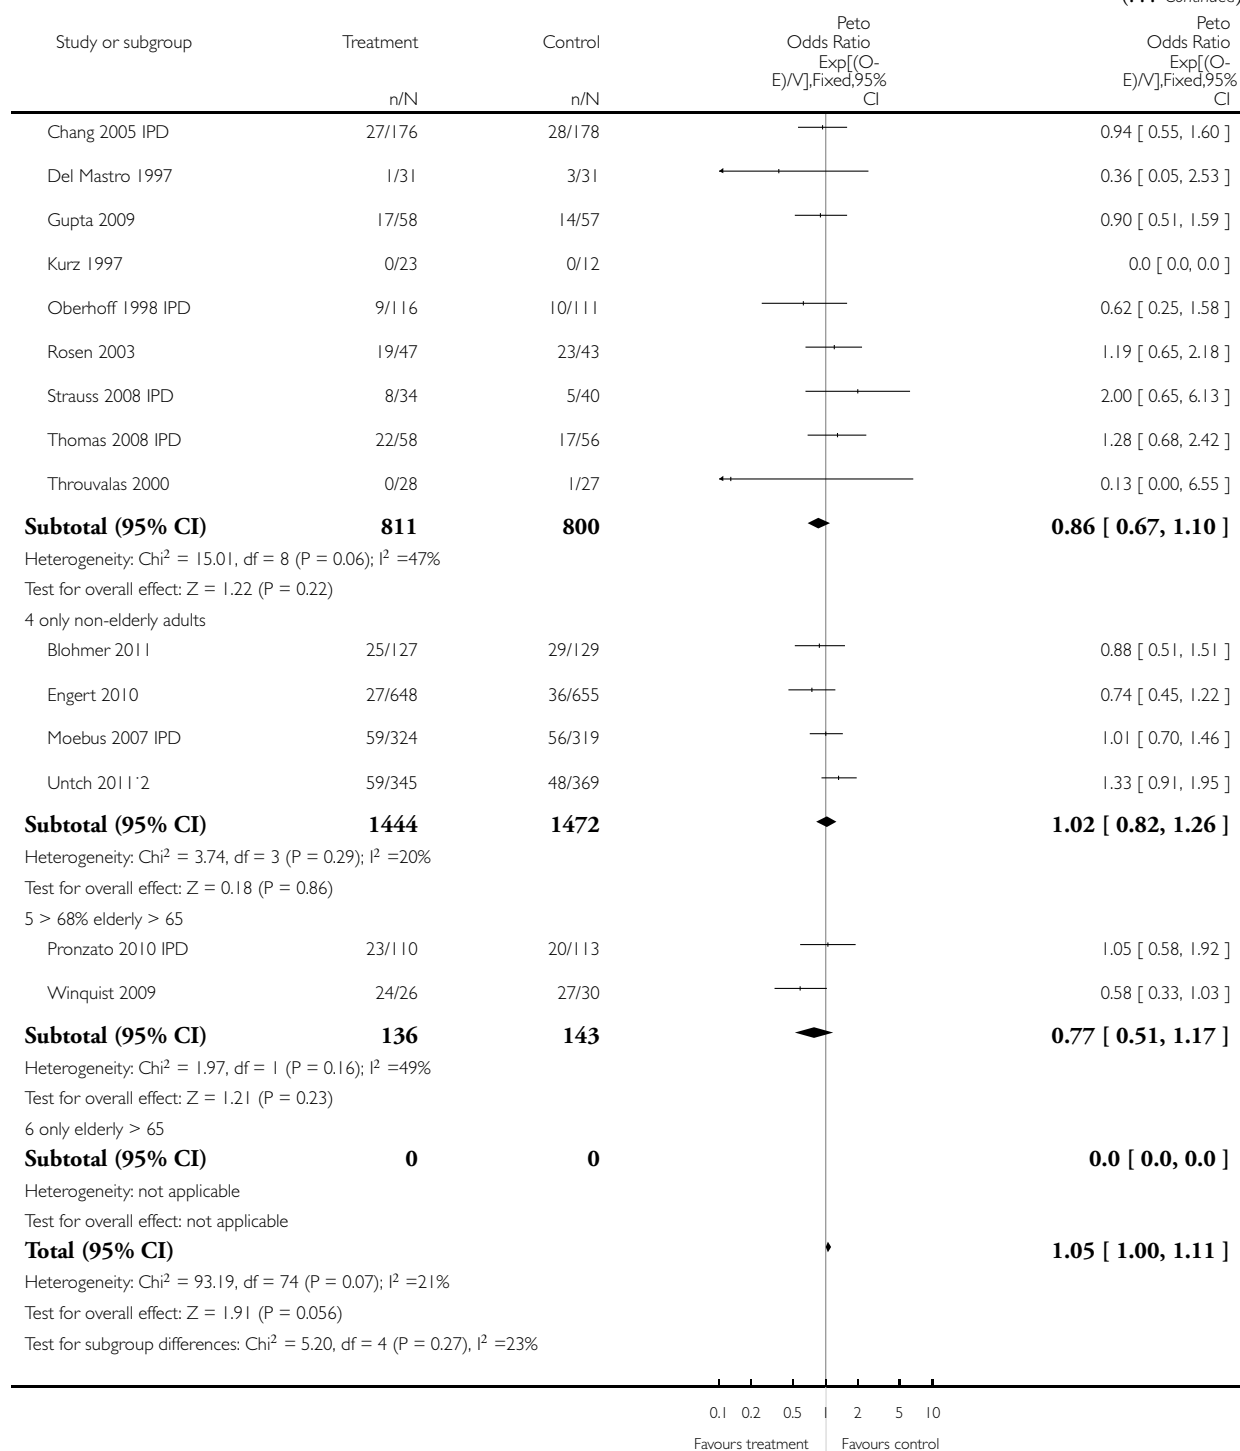 Continued)
Peto Peto
Study or subgroup Treatment Control Odds Ratio Odds Ratio
Exp[(O- Exp[(O-
E)/V],Fixed,95% E)/V],Fixed,95%
n/N n/N CI CI
Chang 2005 IPD 27/176 28/178 0.94 [ 0.55, 1.60 ]
Del Mastro 1997 1/31 3/31 0.36 [ 0.05, 2.53 ]
Gupta 2009 17/58 14/57 0.90 [ 0.51, 1.59 ]
Kurz 1997 0/23 0/12 0.0 [ 0.0, 0.0 ]
Oberhoff 1998 IPD 9/116 10/111 0.62 [ 0.25, 1.58 ]
Rosen 2003 19/47 23/43 1.19 [ 0.65, 2.18 ]
Strauss 2008 IPD 8/34 5/40 2.00 [ 0.65, 6.13 ]
Thomas 2008 IPD 22/58 17/56 1.28 [ 0.68, 2.42 ]
Throuvalas 2000 0/28 1/27 0.13 [ 0.00, 6.55 ]
Subtotal (95% CI) 811 800 0.86 [ 0.67, 1.10 ]
Heterogeneity: Chi² = 15.01, df = 8 (P = 0.06); I² =47%
Test for overall effect: Z = 1.22 (P = 0.22)
4 only non-elderly adults
Blohmer 2011 25/127 29/129 0.88 [ 0.51, 1.51 ]
Engert 2010 27/648 36/655 0.74 [ 0.45, 1.22 ]
Moebus 2007 IPD 59/324 56/319 1.01 [ 0.70, 1.46 ]
Untch 2011˙2 59/345 48/369 1.33 [ 0.91, 1.95 ]
Subtotal (95% CI) 1444 1472 1.02 [ 0.82, 1.26 ]
Heterogeneity: Chi² = 3.74, df = 3 (P = 0.29); I² =20%
Test for overall effect: Z = 0.18 (P = 0.86)
5 > 68% elderly > 65
Pronzato 2010 IPD 23/110 20/113 1.05 [ 0.58, 1.92 ]
Winquist 2009 24/26 27/30 0.58 [ 0.33, 1.03 ]
Subtotal (95% CI) 136 143 0.77 [ 0.51, 1.17 ]
Heterogeneity: Chi² = 1.97, df = 1 (P = 0.16); I² =49%
Test for overall effect: Z = 1.21 (P = 0.23)
6 only elderly > 65
Subtotal (95% CI) 0 0 0.0 [ 0.0, 0.0 ]
Heterogeneity: not applicable
Test for overall effect: not applicable
Total (95% CI) 1.05 [ 1.00, 1.11 ]
Heterogeneity: Chi² = 93.19, df = 74 (P = 0.07); I² =21%
Test for overall effect: Z = 1.91 (P = 0.056)
Test for subgroup differences: Chi² = 5.20, df = 4 (P = 0.27), I² =23%
0.1 0.2 0.5 1 2 5 10
Favours treatment Favours control